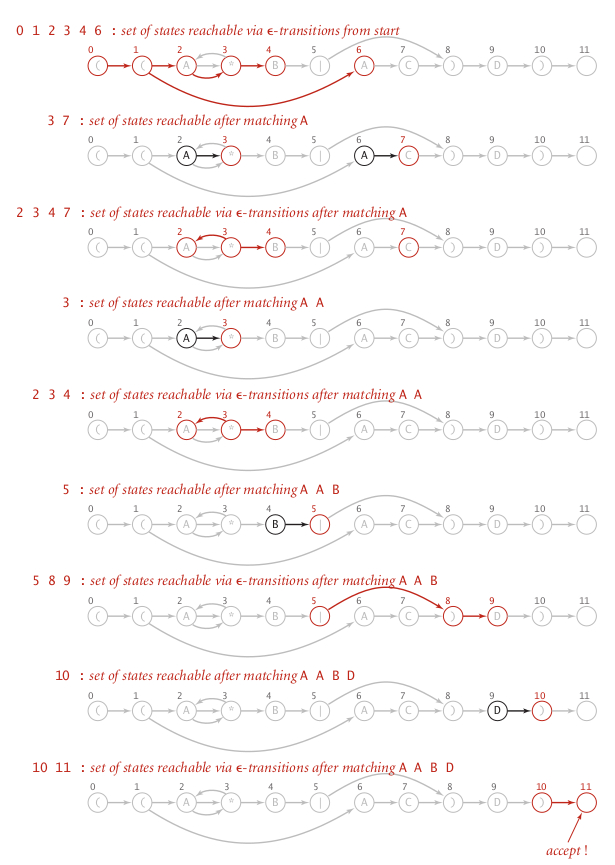 0 1 2 3 4 6 : set of states reachable via ϵ-transitions from start
0 1 2 3 4 5 6 7 8 9 10 11
( ( A * B | A C ) D )
3 7 : set of states reachable after matching A
0 1 2 3 4 5 6 7 8 9 10 11
( ( A * B | A C ) D )
2 3 4 7 : set of states reachable via ϵ-transitions after matching A
0 1 2 3 4 5 6 7 8 9 10 11
( ( A * B | A C ) D )
3 : set of states reachable after matching A A
0 1 2 3 4 5 6 7 8 9 10 11
( ( A * B | A C ) D )
2 3 4 : set of states reachable via ϵ-transitions after matching A A
0 1 2 3 4 5 6 7 8 9 10 11
( ( A * B | A C ) D )
5 : set of states reachable after matching A A B
0 1 2 3 4 5 6 7 8 9 10 11
( ( A * B | A C ) D )
5 8 9 : set of states reachable via ϵ-transitions after matching A A B
0 1 2 3 4 5 6 7 8 9 10 11
( ( A * B | A C ) D )
10 : set of states reachable after matching A A B D
0 1 2 3 4 5 6 7 8 9 10 11
( ( A * B | A C ) D )
10 11 : set of states reachable via ϵ-transitions after matching A A B D
0 1 2 3 4 5 6 7 8 9 10 11
( ( A * B | A C ) D )
accept !